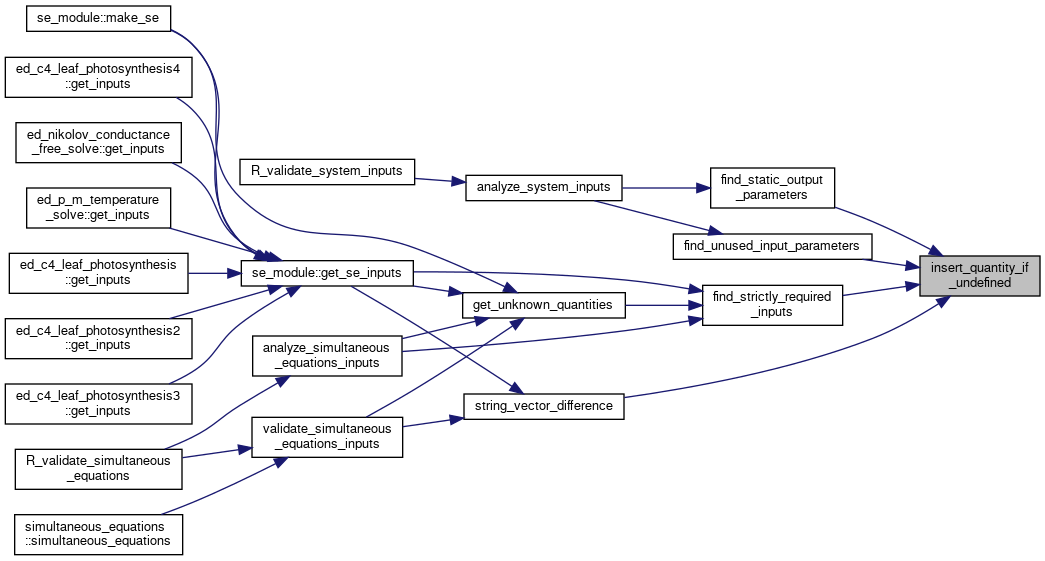 se_module::make_se
ed_c4_leaf_photosynthesis4
::get_inputs
ed_nikolov_conductance
_free_solve::get_inputs
ed_p_m_temperature
_solve::get_inputs
ed_c4_leaf_photosynthesis
::get_inputs
ed_c4_leaf_photosynthesis2
::get_inputs
ed_c4_leaf_photosynthesis3
::get_inputs
R_validate_simultaneous
_equations
simultaneous_equations
::simultaneous_equations
R_validate_system_inputs
se_module::get_se_inputs
analyze_simultaneous
_equations_inputs
validate_simultaneous
_equations_inputs
analyze_system_inputs
get_unknown_quantities
string_vector_difference
find_static_output
_parameters
find_unused_input_parameters
find_strictly_required
_inputs
insert_quantity_if
_undefined